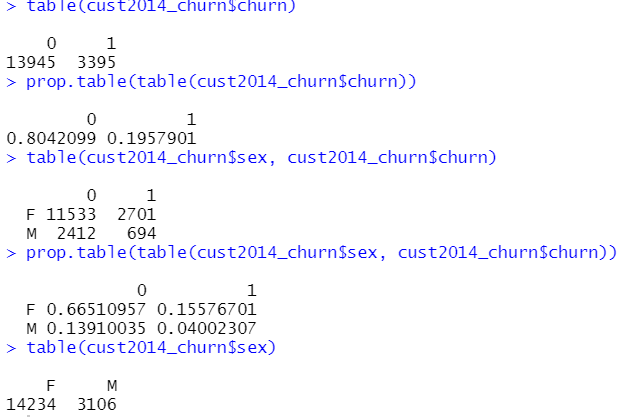 > table(cust2014_churn$churn)
0 1
13945 3395
> prop.table(table(cust2014_churn$churn))
0 1
0.8042099 0.1957901
> table(cust2014_churn$sex, cust2014_churn$churn)
0 1
F 11533 2701
M 2412 694
> prop.table(table(cust2014_churn$sex, cust2014_churn$churn))
0 1
F 0.66510957 0.15576701
M 0.13910035 0.04002307
> table(cust2014_churn$sex)
F M
14234 3106